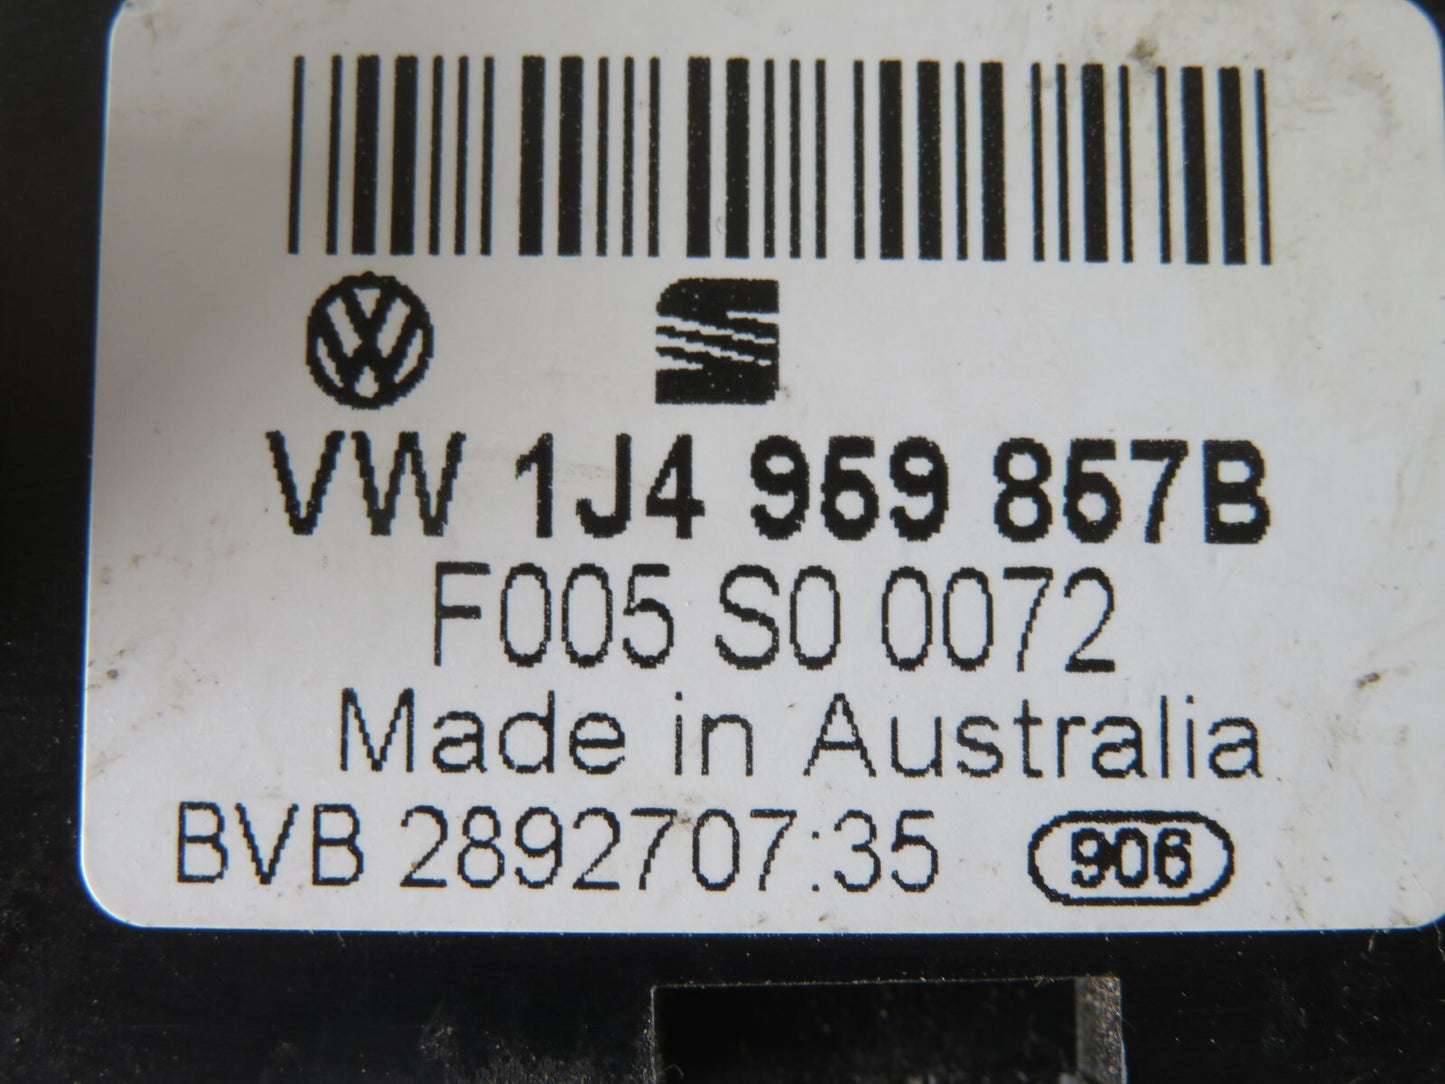 VW 1J4 959 857B
F005 S0 0072
Made in Australia
BVB 2892707:35 906